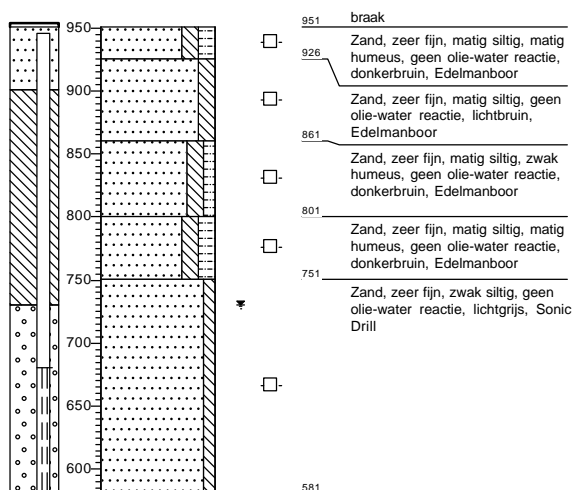 951 braak
950
926 Zand, zeer fijn, matig siltig, matig
humeus, geen olie-water reactie,
donkerbruin, Edelmanboor
900
Zand, zeer fijn, matig siltig, geen
olie-water reactie, lichtbruin,
Edelmanboor
861
850
Zand, zeer fijn, matig siltig, zwak
humeus, geen olie-water reactie,
donkerbruin, Edelmanboor
801
800
Zand, zeer fijn, matig siltig, matig
humeus, geen olie-water reactie,
donkerbruin, Edelmanboor
751
750
Zand, zeer fijn, zwak siltig, geen
olie-water reactie, lichtgrijs, Sonic
Drill
700
650
600
581